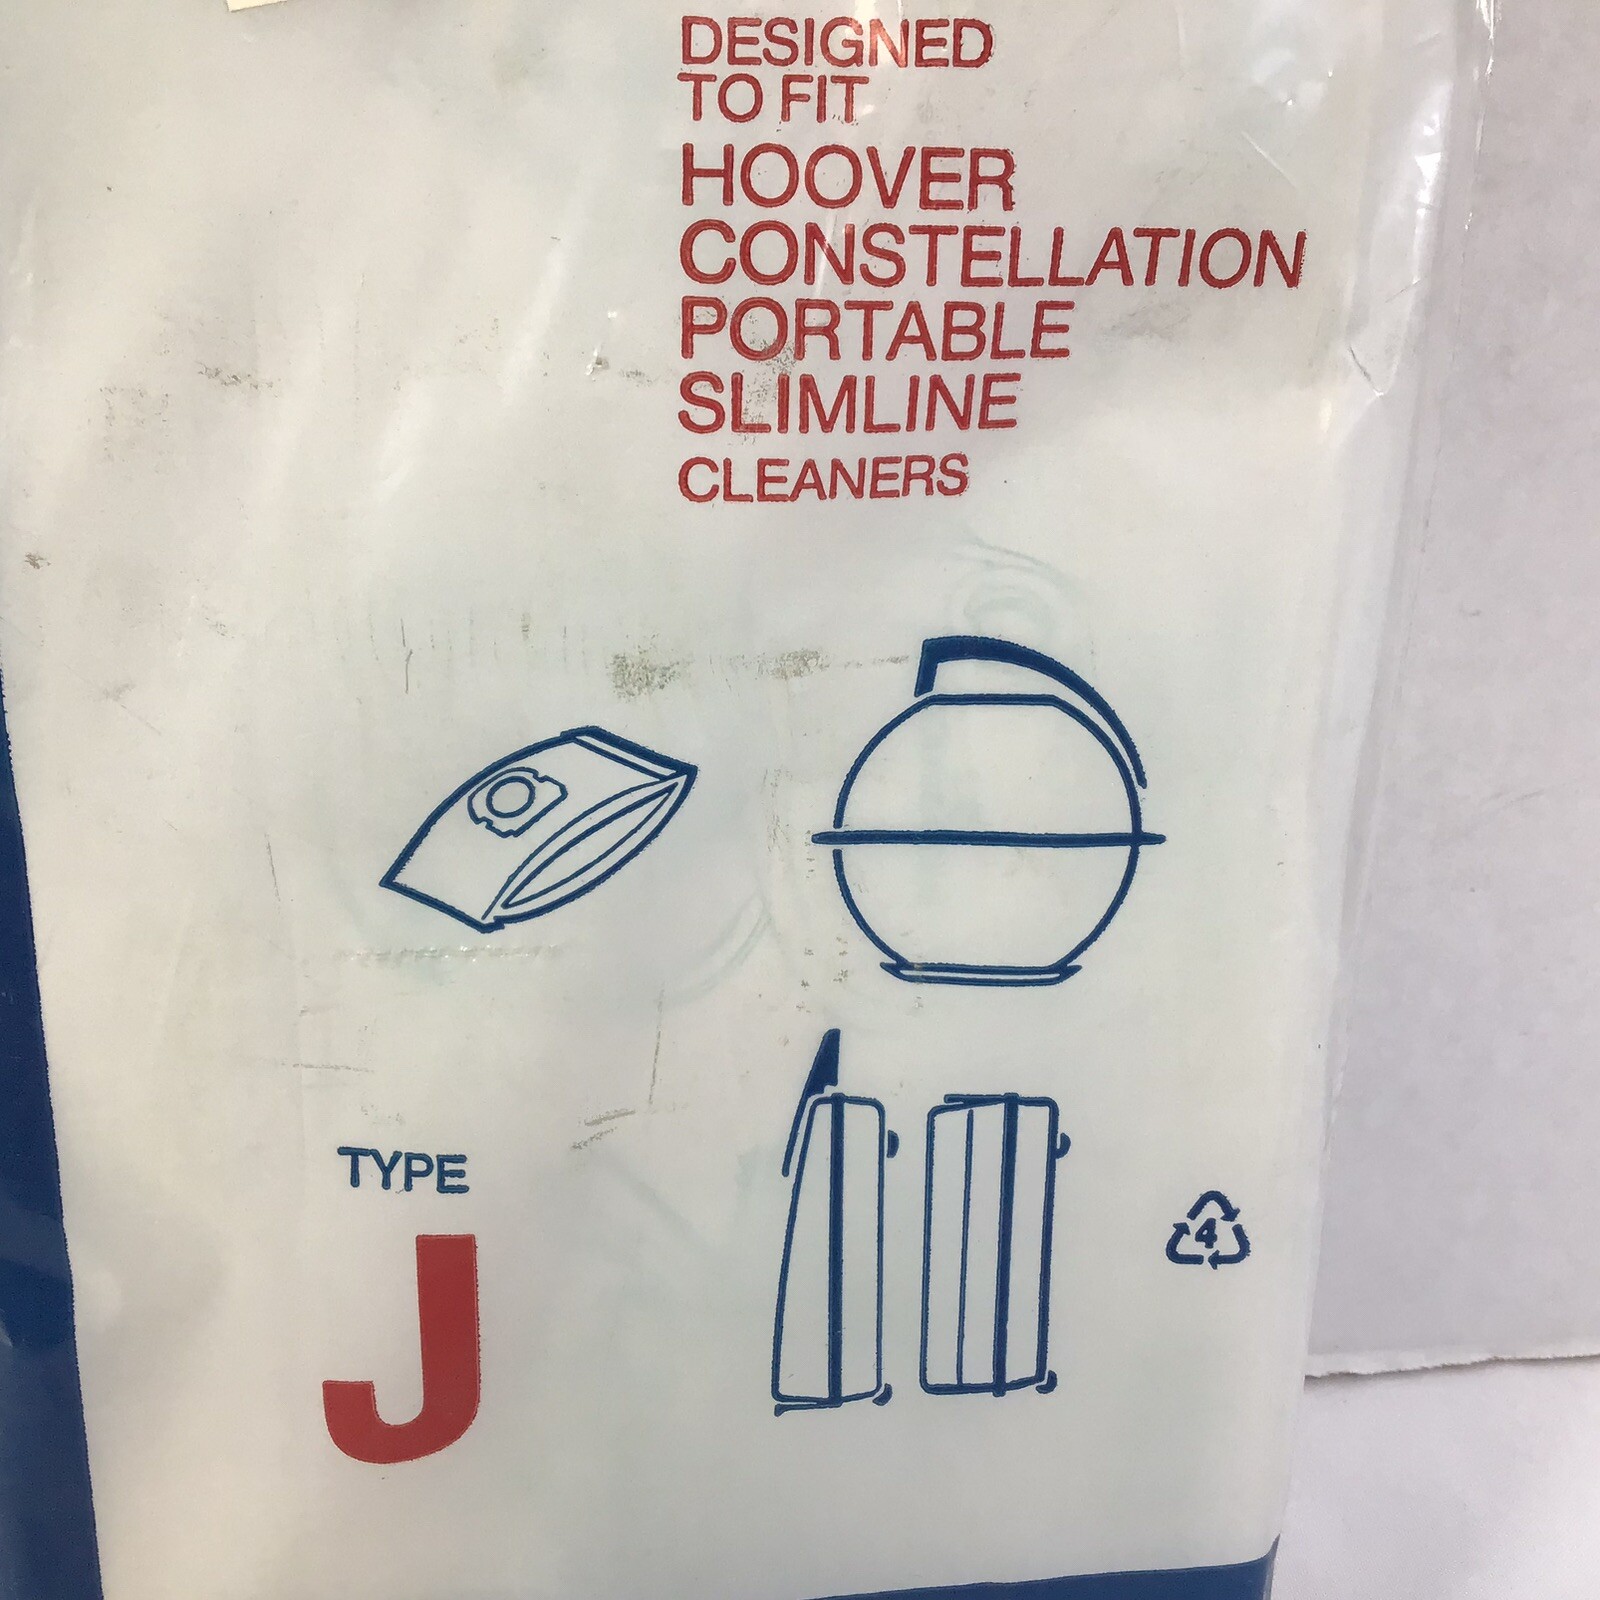 DESIGNED
TO FIT
HOOVER
CONSTELLATION
PORTABLE
SLIMLINE
CLEANERS
TYPE
J
4